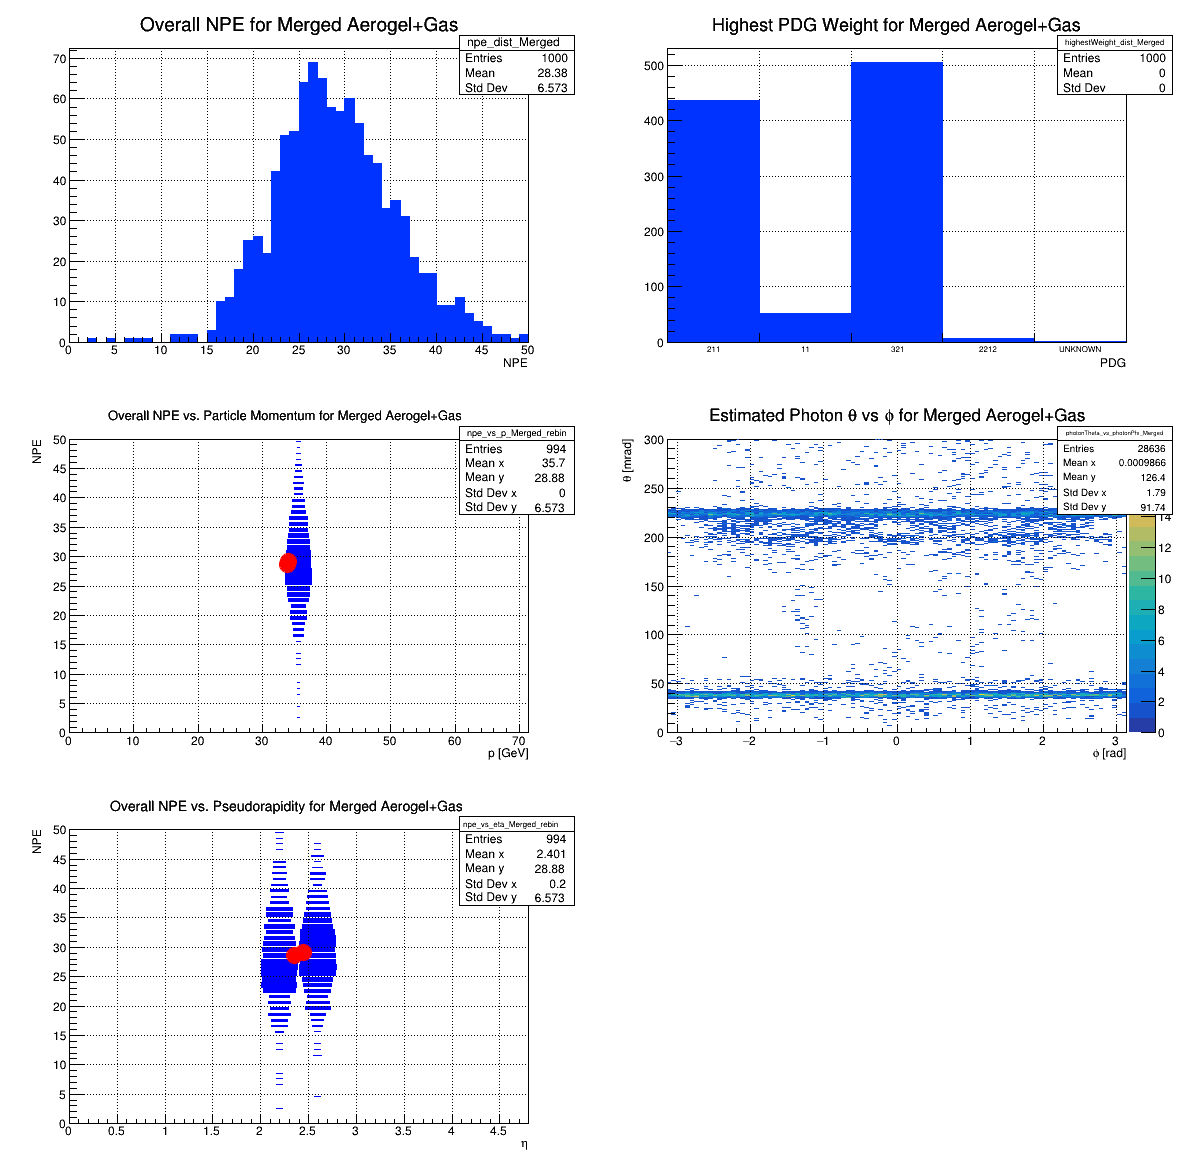 Overall NPE for Merged Aerogel+Gas
npe_dist_Merged
Entries 1000
Mean 28.38
Std Dev 6.573
70
60
50
40
30
20
10
0
0 5 10 15 20 25 30 35 40 45 50
NPE
Highest PDG Weight for Merged Aerogel+Gas
highestWeight_dist_Merged
Entries 1000
Mean 0
Std Dev 0
500
400
300
200
100
0
211 11 321 2212 UNKNOWN
PDG
Overall NPE vs. Particle Momentum for Merged Aerogel+Gas
npe_vs_p_Merged_rebin
Entries 994
Mean x 35.7
Mean y 28.88
Std Dev x 0
Std Dev y 6.573
NPE
50
45
40
35
30
25
20
15
10
5
0
0 10 20 30 40 50 60 70
p [GeV]
Estimated Photon θ vs ϕ for Merged Aerogel+Gas
photonTheta_vs_photonPhi_Merged
Entries 28636
Mean x 0.0009866
Mean y 126.4
Std Dev x 1.79
Std Dev y 91.74
θ [mrad]
300
250
200
150
100
50
0
−3 −2 −1 0 1 2 3
ϕ [rad]
14
12
10
8
6
4
2
0
Overall NPE vs. Pseudorapidity for Merged Aerogel+Gas
npe_vs_eta_Merged_rebin
Entries 994
Mean x 2.401
Mean y 28.88
Std Dev x 0.2
Std Dev y 6.573
NPE
50
45
40
35
30
25
20
15
10
5
0
0 0.5 1 1.5 2 2.5 3 3.5 4 4.5
η